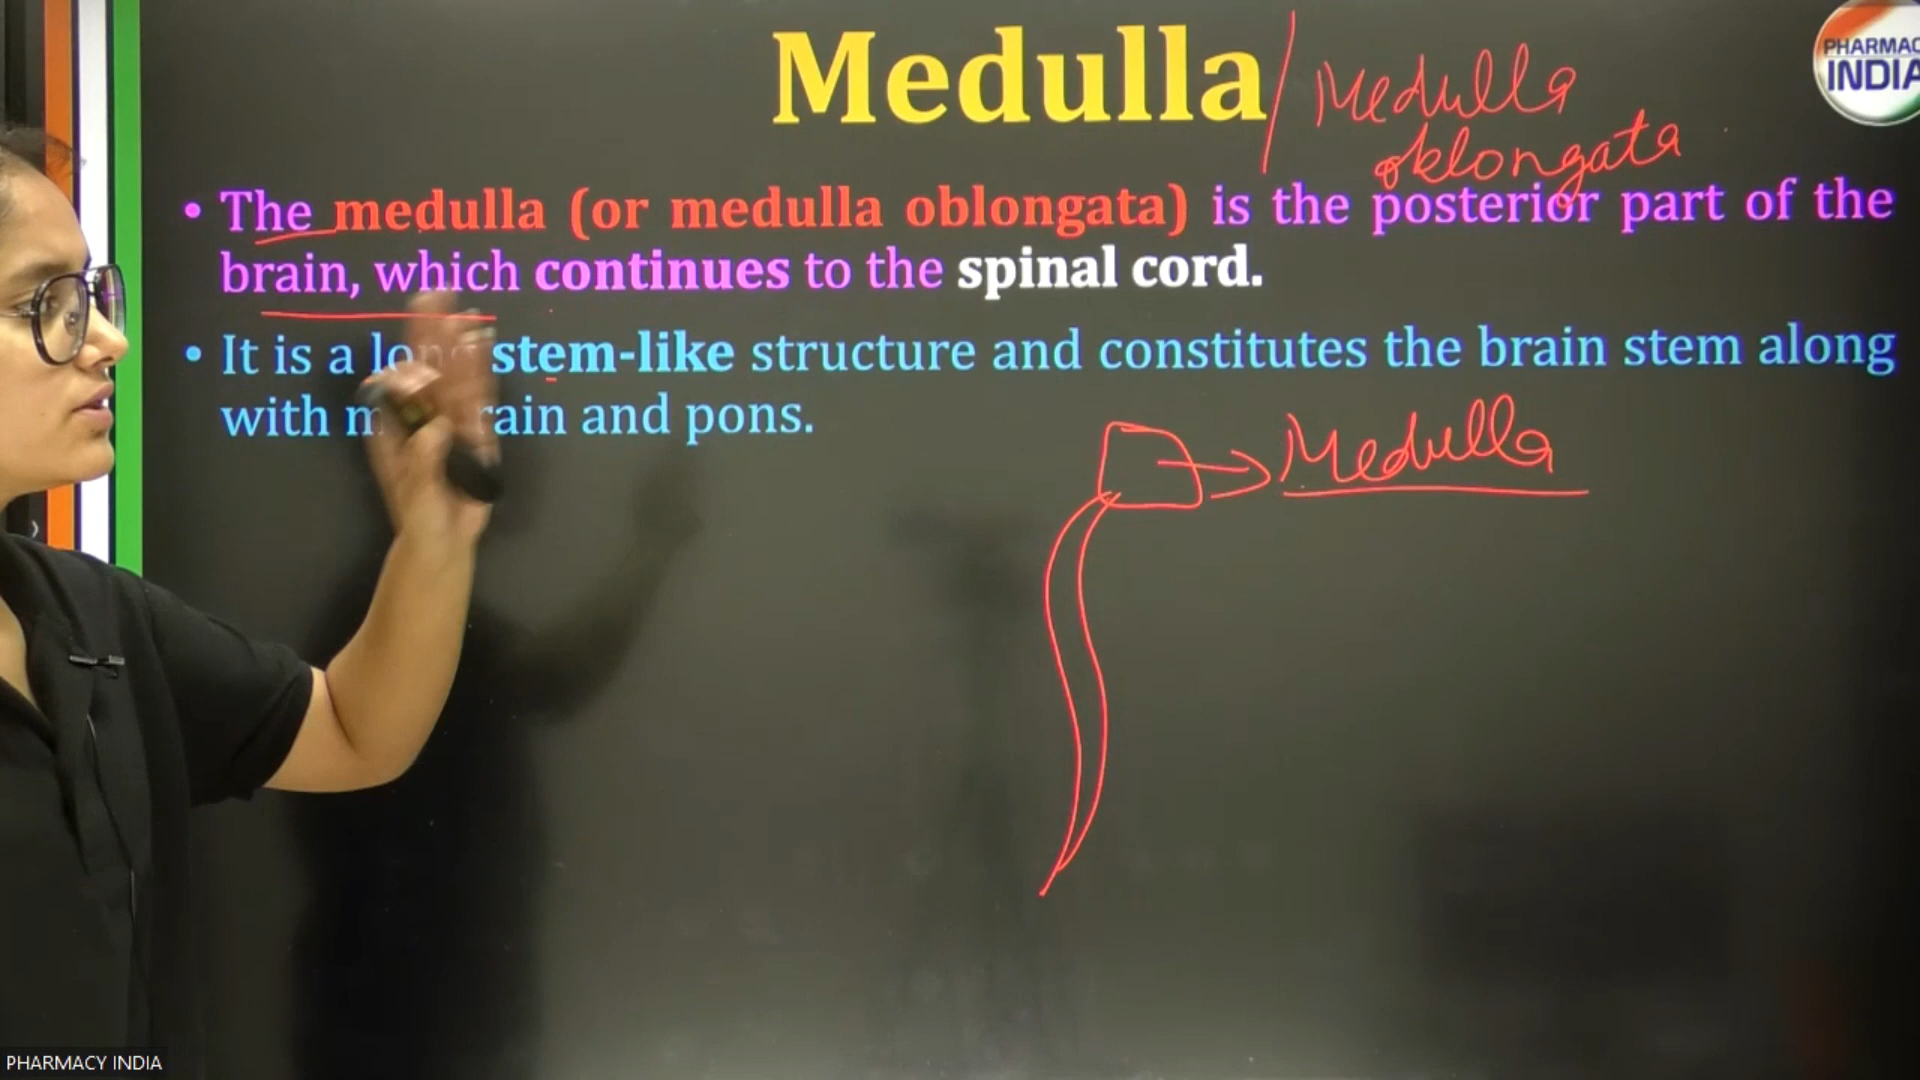 Medulla / Medulla
oblongata
PHARMAC
INDIA
• The medulla (or medulla oblongata) is the posterior part of the
brain, which continues to the spinal cord.
• It is a stem-like structure and constitutes the brain stem along
with and pons.
Medulla
PHARMACY INDIA